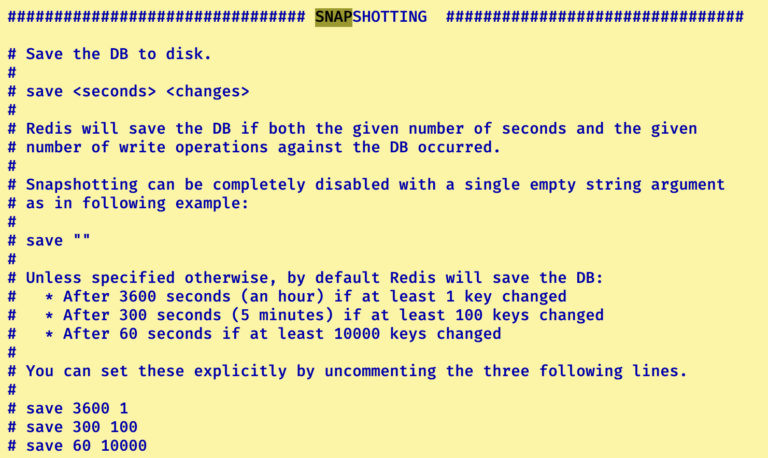 ################################ SNAPSHOTTING  ################################
# Save the DB to disk.
#
# save <seconds> <changes>
#
# Redis will save the DB if both the given number of seconds and the given
# number of write operations against the DB occurred.
#
# Snapshotting can be completely disabled with a single empty string argument
# as in following example:
#
# save ""
#
# Unless specified otherwise, by default Redis will save the DB:
#   * After 3600 seconds (an hour) if at least 1 key changed
#   * After 300 seconds (5 minutes) if at least 100 keys changed
#   * After 60 seconds if at least 10000 keys changed
#
# You can set these explicitly by uncommenting the three following lines.
#
# save 3600 1
# save 300 100
# save 60 10000